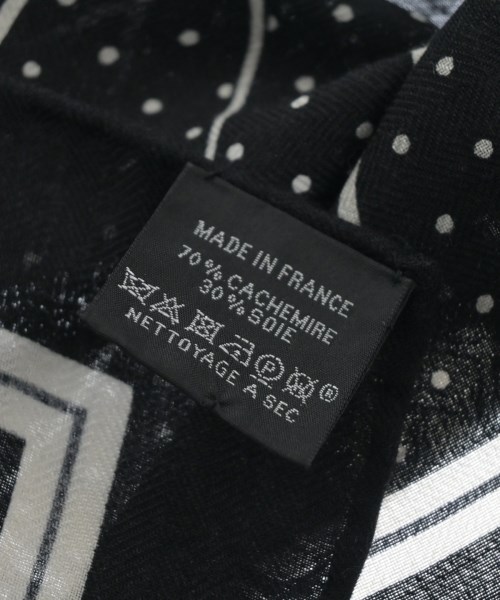 MADE IN FRANCE
70% CACHEMIRE
30% SOIE
®
NETTOYAGE A SEC